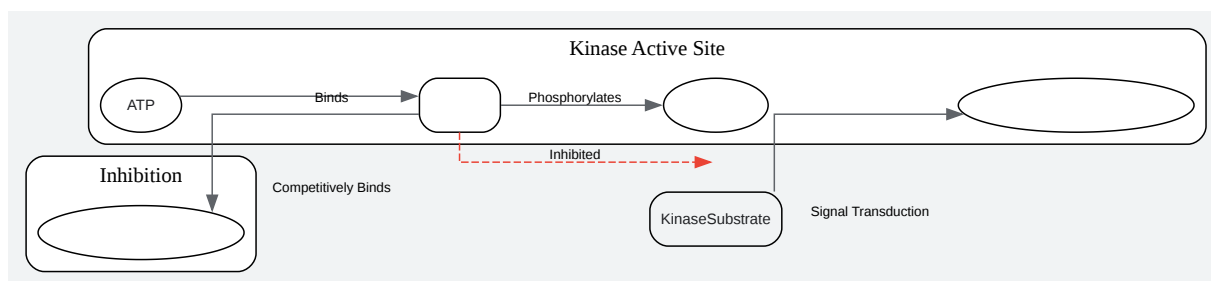 Kinase Active Site
ATP
Binds
Phosphorylates
Inhibited
Inhibition
Competitively Binds
KinaseSubstrate
Signal Transduction